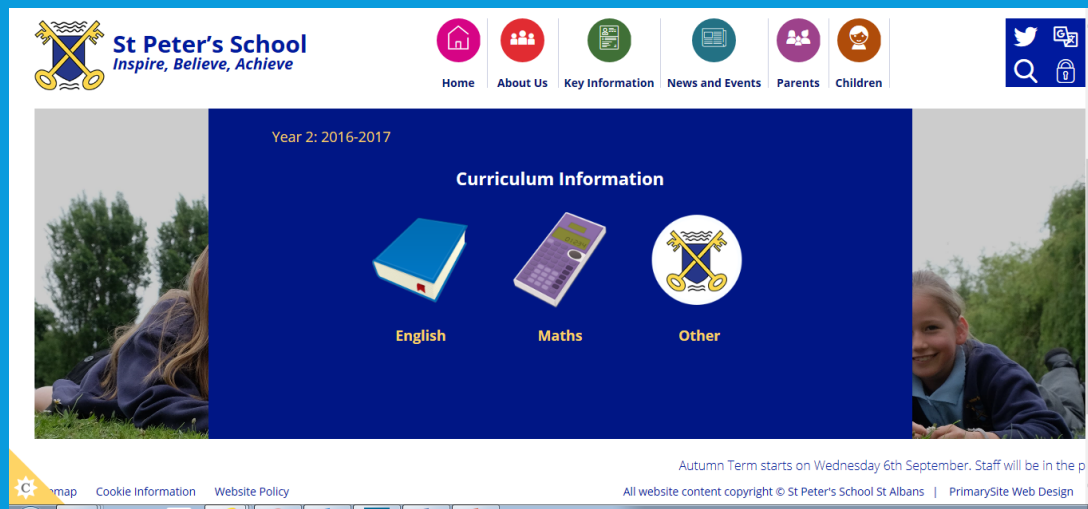 St Peter's School
Inspire, Believe, Achieve
Home About Us Key Information News and Events Parents Children
Year 2: 2016-2017
Curriculum Information
English Maths Other
Autumn Term starts on Wednesday 6th September. Staff will be in the
Cookie Information Website Policy All website content copyright © St Peter's School St Albans | PrimarySite Web Design